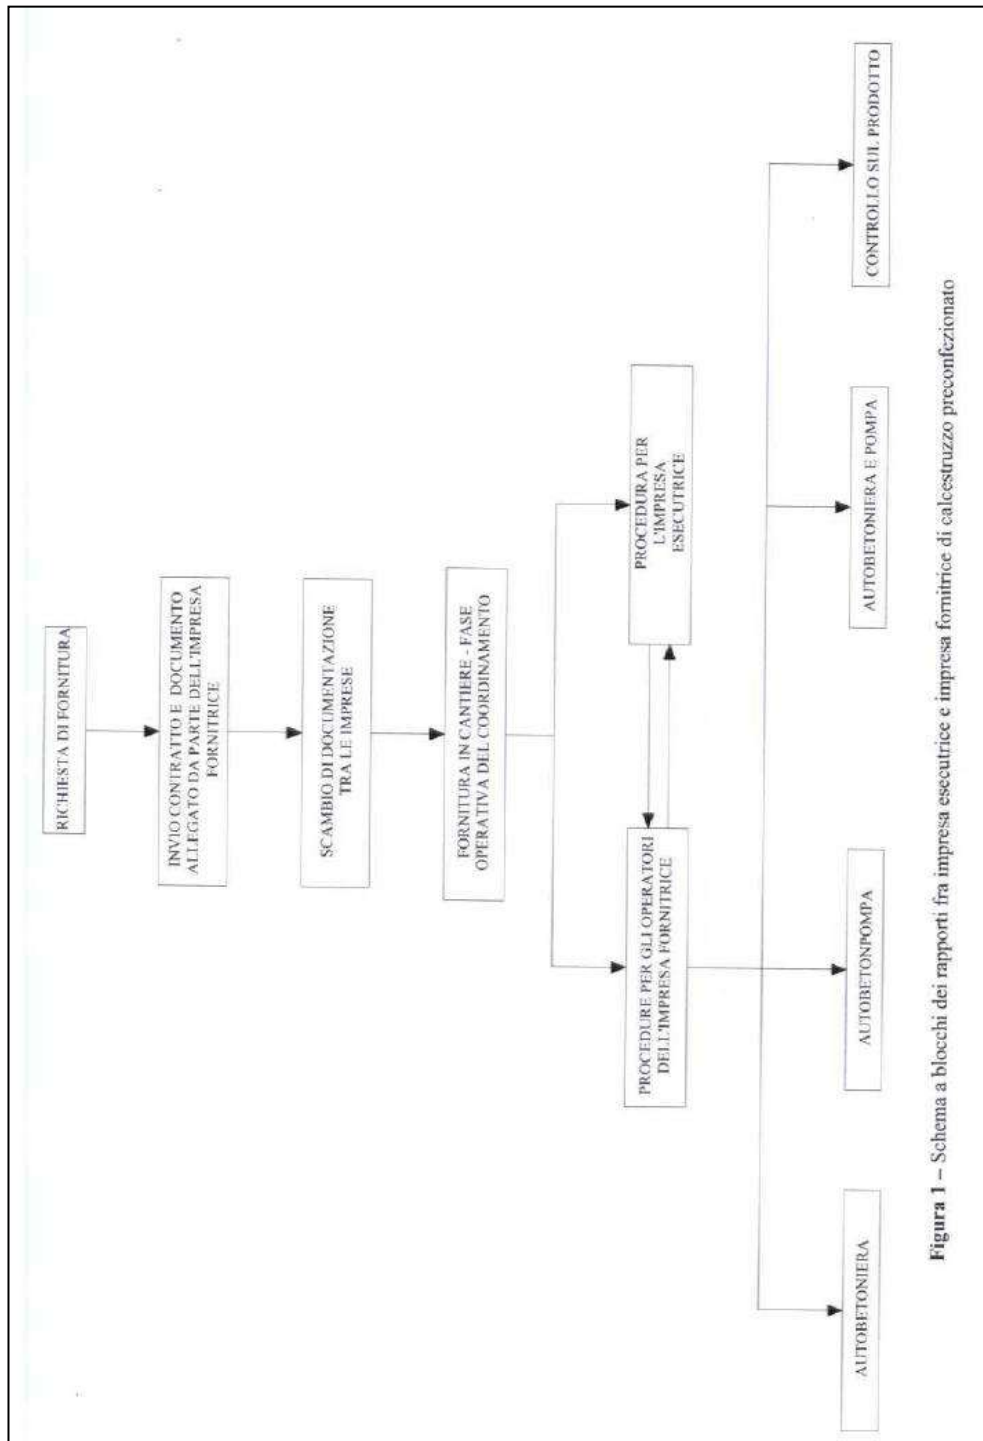 RICHIESTA DI FORNITURA
INVIO CONTRATTO E DOCUMENTO
ALLEGATO DA PARTE DELL'IMPRESA
FORNITRICE
SCAMBIO DI DOCUMENTAZIONE
TRA LE IMPRESE
FORNITURA IN CANTIERE - FASE
OPERATIVA DEL COORDINAMENTO
PROCEDURE PER GLI OPERATORI
DELL'IMPRESA FORNITRICE
PROCEDURA PER
L'IMPRESA
ESECUTRICE
AUTOBETONIERA
AUTOBETONPOMPA
AUTOBETONIERA E POMPA
CONTROLLO SUL PRODOTTO
Figura 1 – Schema a blocchi dei rapporti fra impresa esecutrice e impresa fornitrice di calcestruzzo preconfezionato